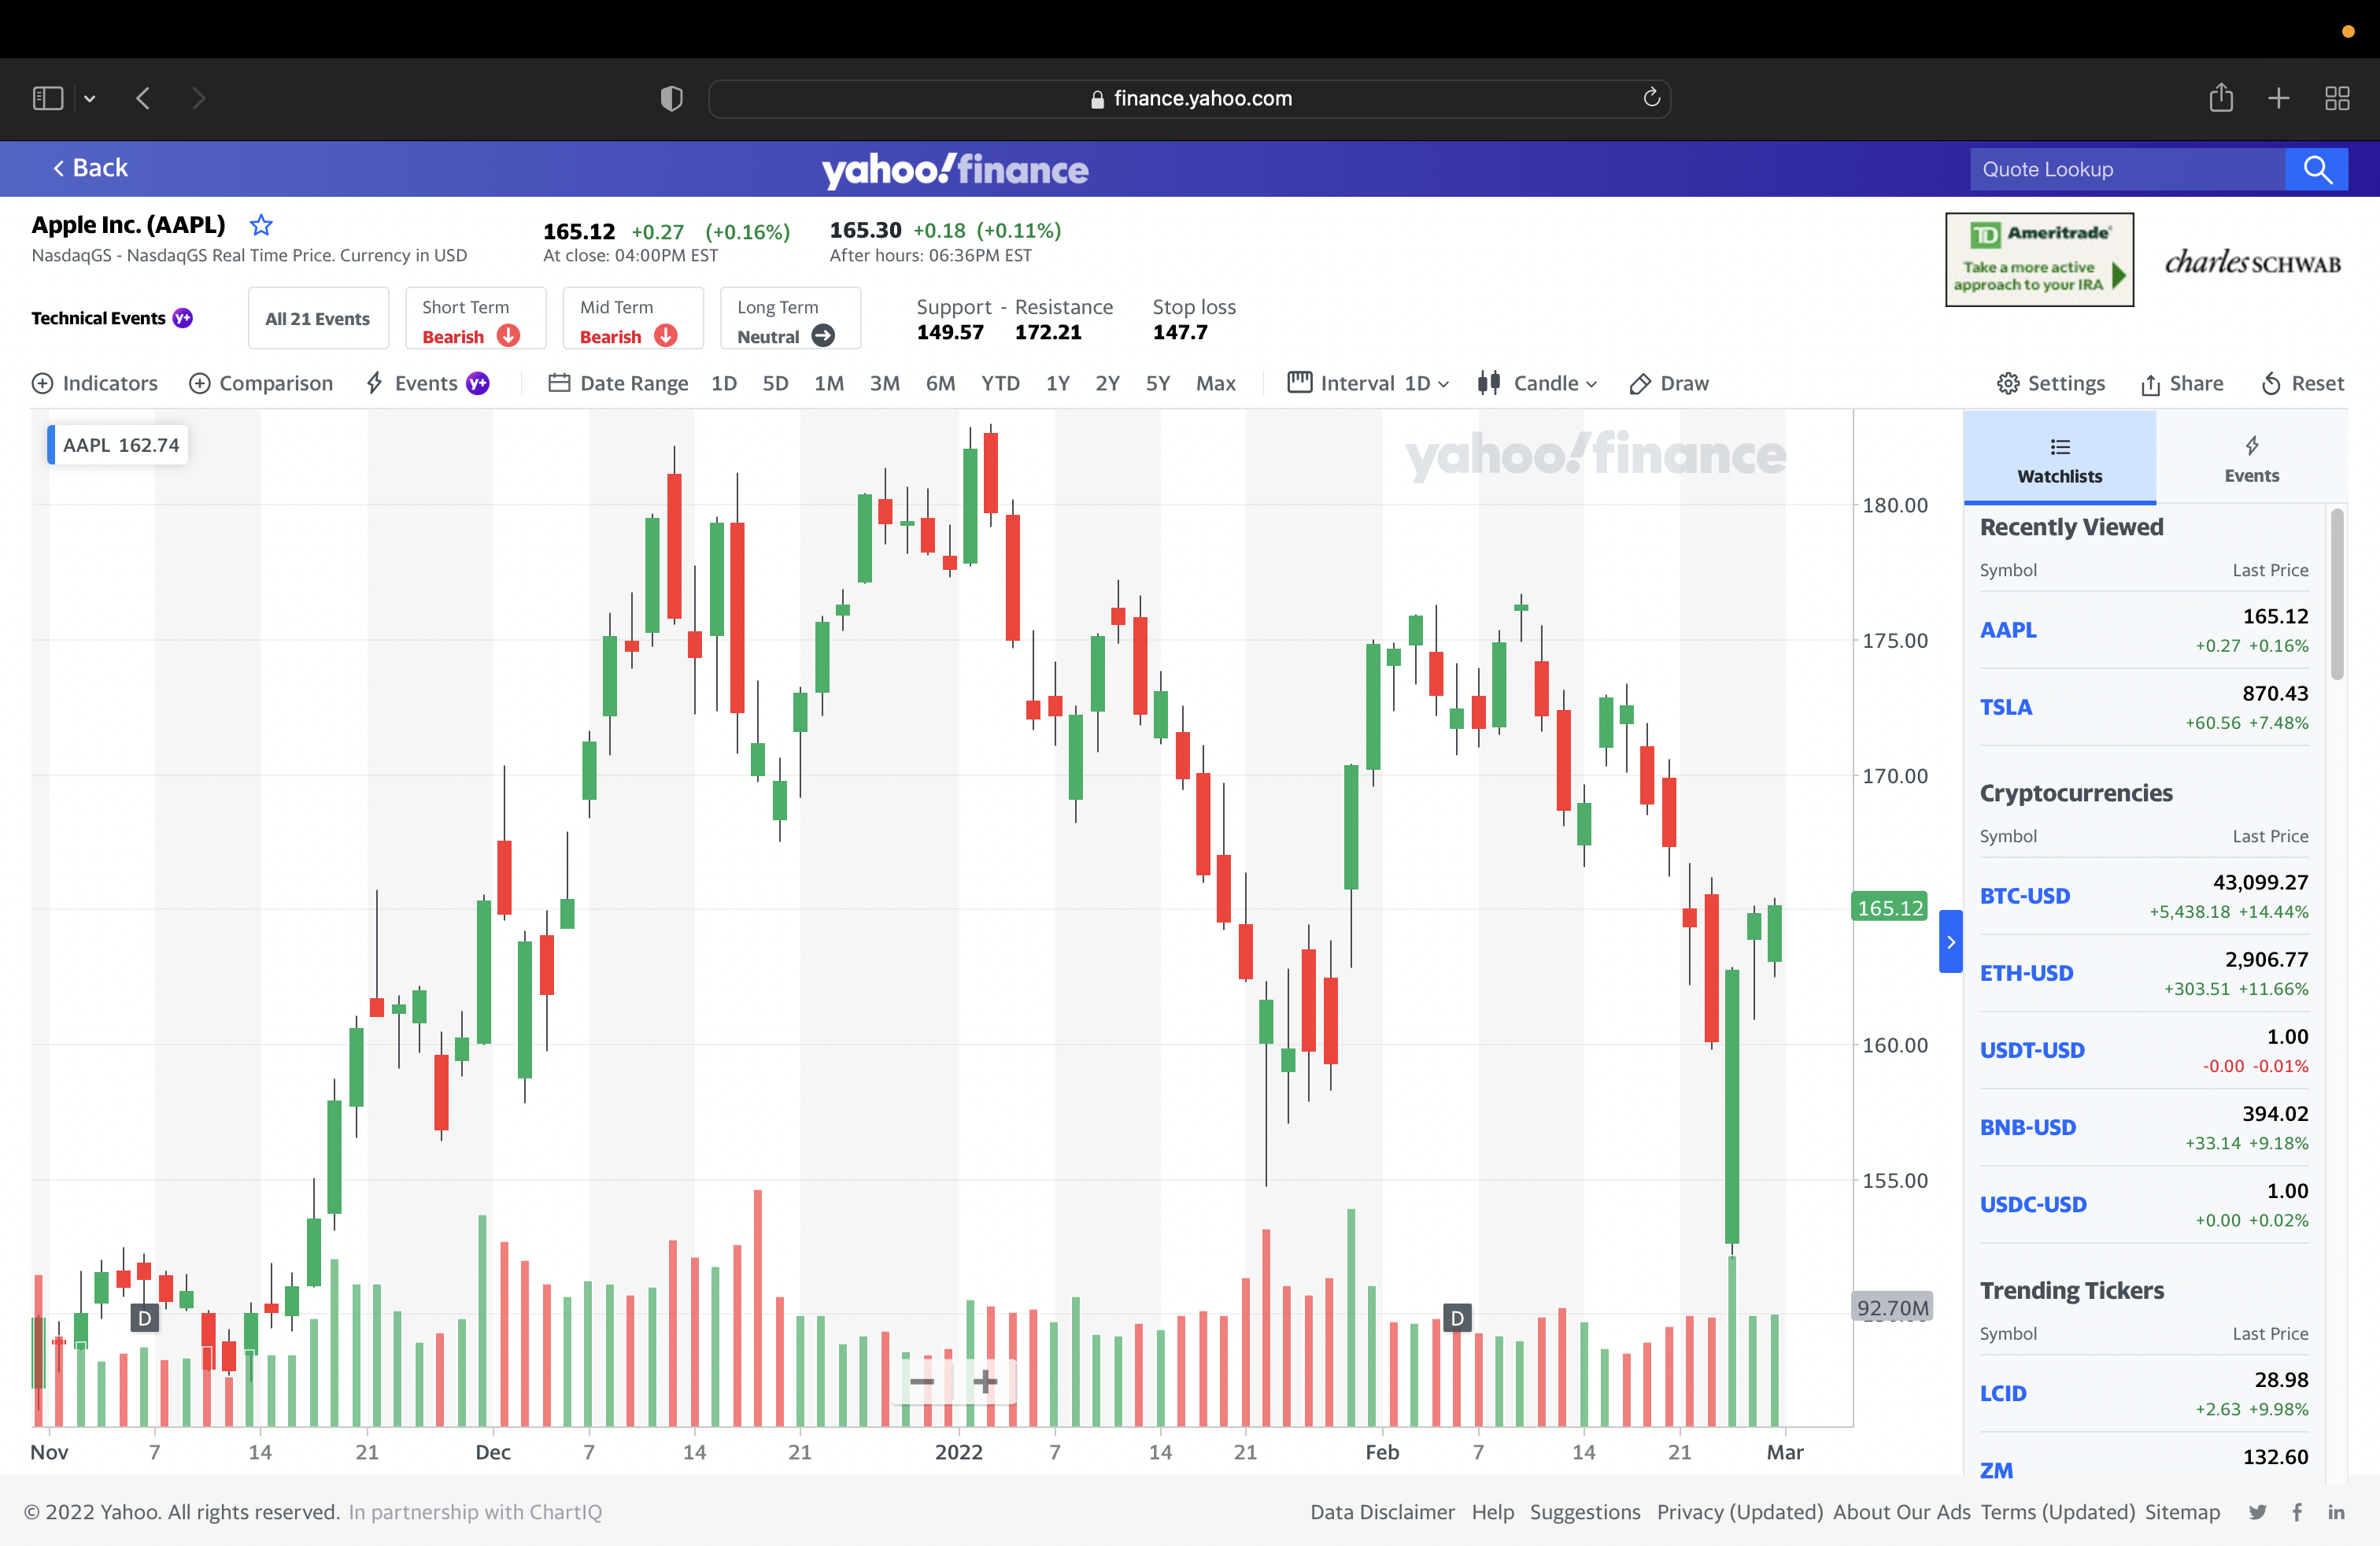 finance.yahoo.com
Back
yahoo!finance
Quote Lookup
Apple Inc. (AAPL)
NasdaqGS - NasdaqGS Real Time Price. Currency in USD
165.12 +0.27 (+0.16%)
At close: 04:00PM EST
165.30 +0.18 (+0.11%)
After hours: 06:36PM EST
TD Ameritrade
Take a more active
approach to your IRA
charles SCHWAB
Technical Events Y+
All 21 Events
Short Term
Bearish
Mid Term
Bearish
Long Term
Neutral
Support - Resistance
149.57 172.21
Stop loss
147.7
Indicators Comparison Events Y+ Date Range 1D 5D 1M 3M 6M YTD 1Y 2Y 5Y Max Interval 1D Candle Draw Settings Share Reset
AAPL 162.74
yahoo!finance
180.00
175.00
170.00
165.12
160.00
155.00
92.70M
D
D
Nov 7 14 21 Dec 7 14 21 2022 7 14 21 Feb 7 14 21 Mar
Watchlists
Events
Recently Viewed
Symbol Last Price
AAPL 165.12
+0.27 +0.16%
TSLA 870.43
+60.56 +7.48%
Cryptocurrencies
Symbol Last Price
BTC-USD 43,099.27
+5,438.18 +14.44%
ETH-USD 2,906.77
+303.51 +11.66%
USDT-USD 1.00
-0.00 -0.01%
BNB-USD 394.02
+33.14 +9.18%
USDC-USD 1.00
+0.00 +0.02%
Trending Tickers
Symbol Last Price
LCID 28.98
+2.63 +9.98%
ZM 132.60
© 2022 Yahoo. All rights reserved. In partnership with ChartIQ
Data Disclaimer Help Suggestions Privacy (Updated) About Our Ads Terms (Updated) Sitemap